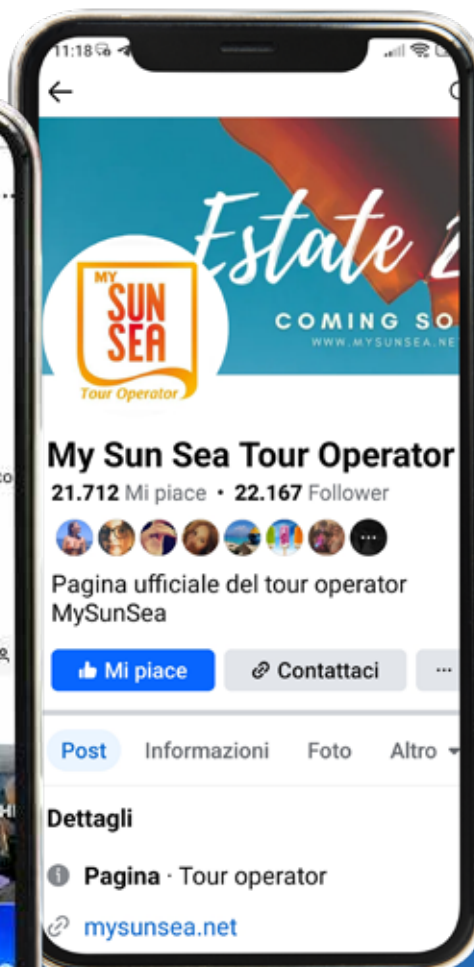 11:18
Estate 2
COMING SO
WWW.MYSUNSEA.NE
MY
SUN
SEA
Tour Operator
My Sun Sea Tour Operator
21.712 Mi piace • 22.167 Follower
Pagina ufficiale del tour operator
MySunSea
Mi piace
Contattaci
Post
Informazioni
Foto
Altro
Dettagli
Pagina · Tour operator
mysunsea.net